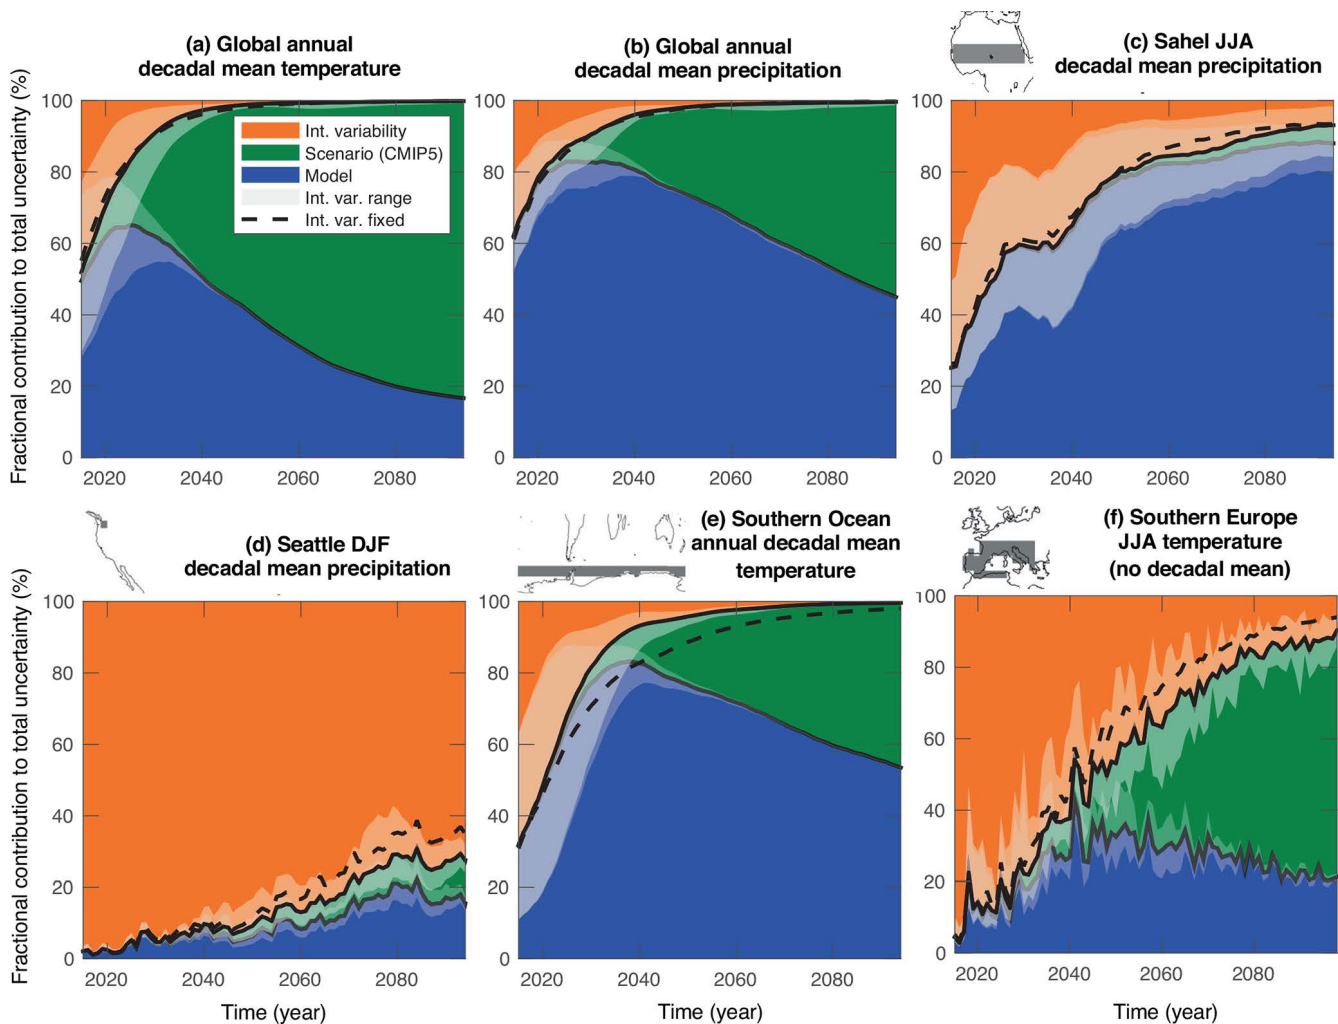 (a) Global annual
decadal mean temperature
(b) Global annual
decadal mean precipitation
(c) Sahel JJA
decadal mean precipitation
Fractional contribution to total uncertainty (%)
100
80
60
40
20
0
2020 2040 2060 2080
Int. variability
Scenario (CMIP5)
Model
Int. var. range
Int. var. fixed
100
80
60
40
20
0
2020 2040 2060 2080
100
80
60
40
20
0
2020 2040 2060 2080
(d) Seattle DJF
decadal mean precipitation
(e) Southern Ocean
annual decadal mean
temperature
(f) Southern Europe
JJA temperature
(no decadal mean)
Fractional contribution to total uncertainty (%)
100
80
60
40
20
0
2020 2040 2060 2080
Time (year)
100
80
60
40
20
0
2020 2040 2060 2080
Time (year)
100
80
60
40
20
0
2020 2040 2060 2080
Time (year)